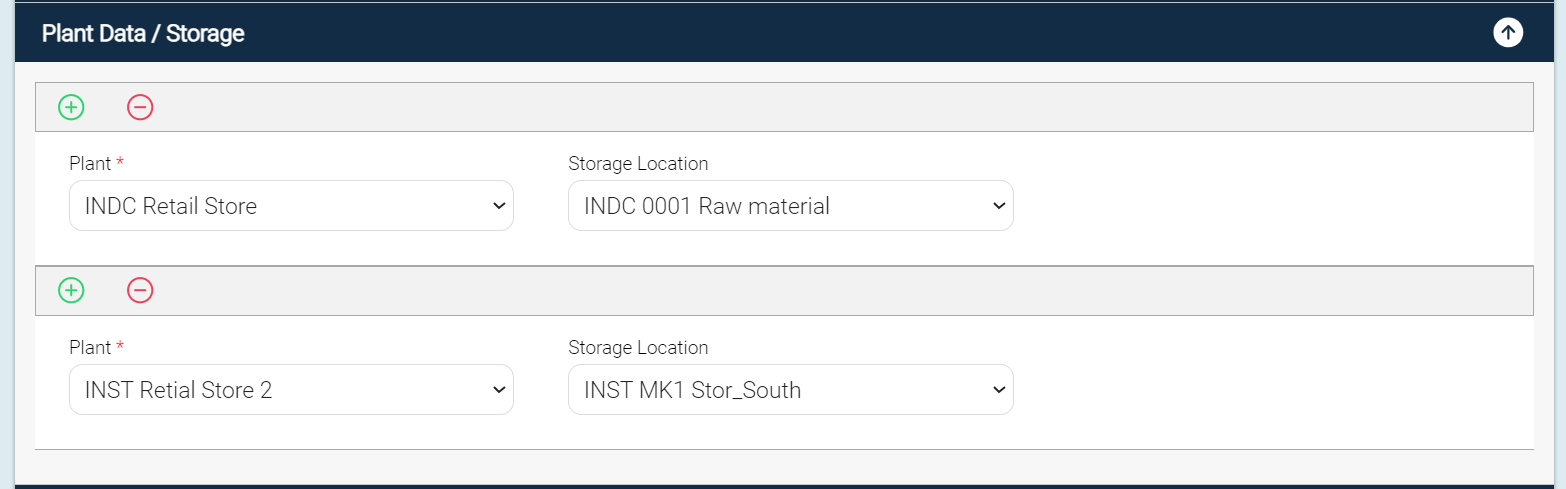 Plant Data / Storage
Plant * Storage Location
INDC Retail Store INDC 0001 Raw material
Plant * Storage Location
INST Retial Store 2 INST MK1 Stor_South